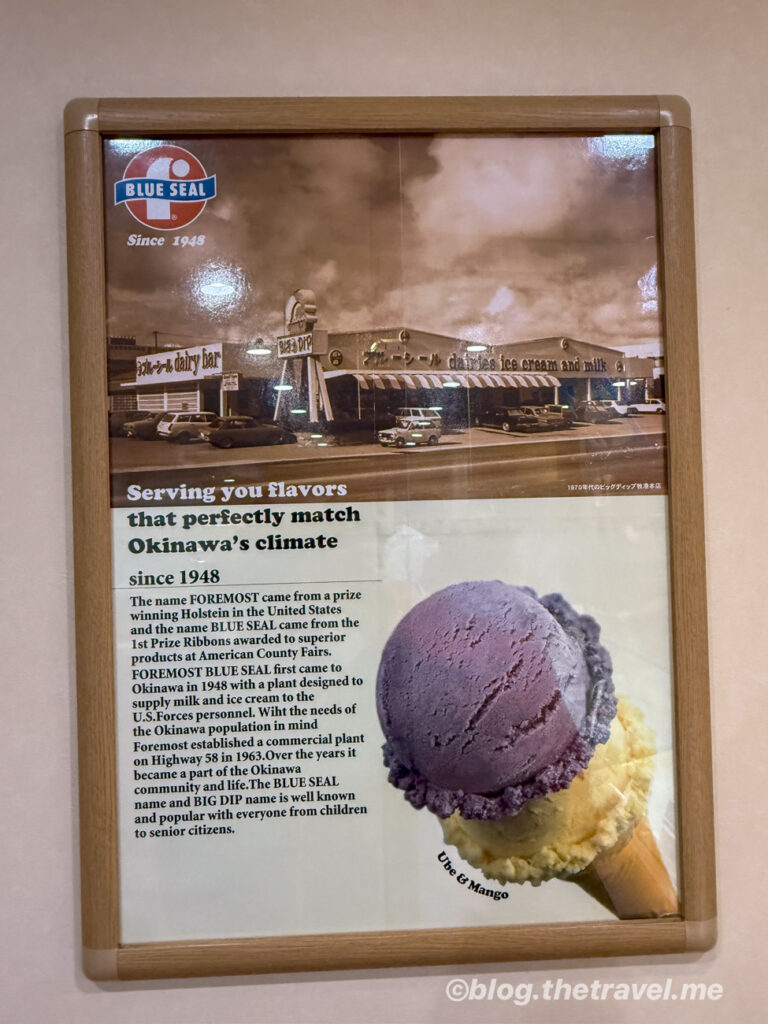 BLUE SEAL
®
Since 1948
ブルーシール dairy bar
BIG DIP
ブルーシール dairies ice cream and milk
1970年代のビッグディップ牧港本店
Serving you flavors
that perfectly match
Okinawa's climate
since 1948
The name FOREMOST came from a prize
winning Holstein in the United States
and the name BLUE SEAL came from the
1st Prize Ribbons awarded to superior
products at American County Fairs.
FOREMOST BLUE SEAL first came to
Okinawa in 1948 with a plant designed to
supply milk and ice cream to the
U.S.Forces personnel. Wiht the needs of
the Okinawa population in mind
Foremost established a commercial plant
on Highway 58 in 1963.Over the years it
became a part of the Okinawa
community and life.The BLUE SEAL
name and BIG DIP name is well known
and popular with everyone from children
to senior citizens.
Ube & Mango
©blog.thetravel.me